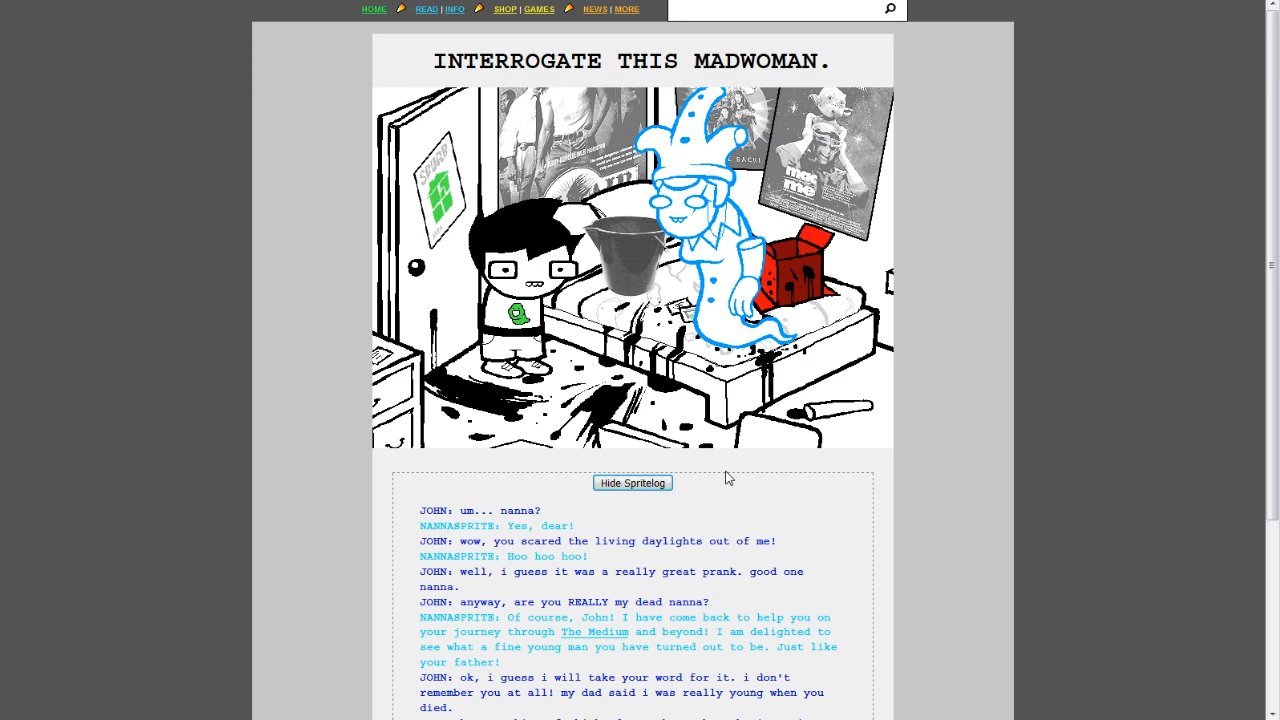 HOME READ | INFO SHOP | GAMES NEWS | MORE
INTERROGATE THIS MADWOMAN.
AIR
BACK!
mac
me
Hide Spritelog
JOHN: um... nanna?
NANNASPRITE: Yes, dear!
JOHN: wow, you scared the living daylights out of me!
NANNASPRITE: Hoo hoo hoo!
JOHN: well, i guess it was a really great prank. good one
nanna.
JOHN: anyway, are you REALLY my dead nanna?
NANNASPRITE: Of course, John! I have come back to help you on
your journey through The Medium and beyond! I am delighted to
see what a fine young man you have turned out to be. Just like
your father!
JOHN: ok, i guess i will take your word for it. i don't
remember you at all! my dad said i was really young when you
died.